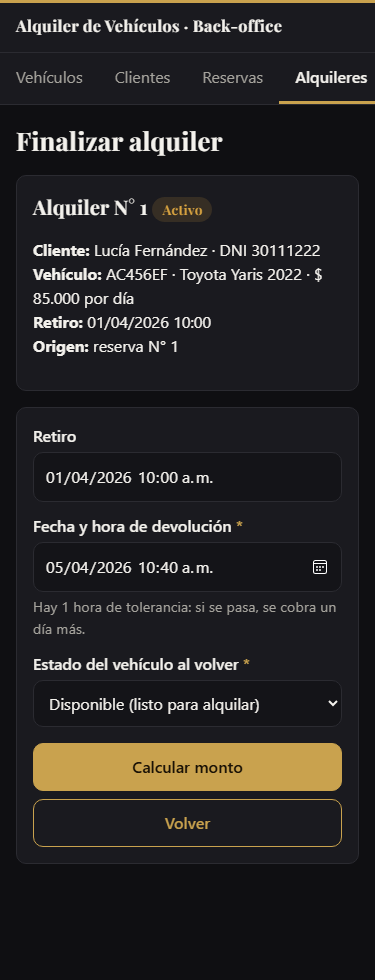 Alquiler de Vehículos · Back-office
Vehículos Clientes Reservas Alquileres
Finalizar alquiler
Alquiler N° 1 Activo
Cliente: Lucía Fernández · DNI 30111222
Vehículo: AC456EF · Toyota Yaris 2022 · $
85.000 por día
Retiro: 01/04/2026 10:00
Origen: reserva N° 1
Retiro
01/04/2026 10:00 a.m.
Fecha y hora de devolución *
05/04/2026 10:40 a.m.
Hay 1 hora de tolerancia: si se pasa, se cobra un
día más.
Estado del vehículo al volver *
Disponible (listo para alquilar)
Calcular monto
Volver